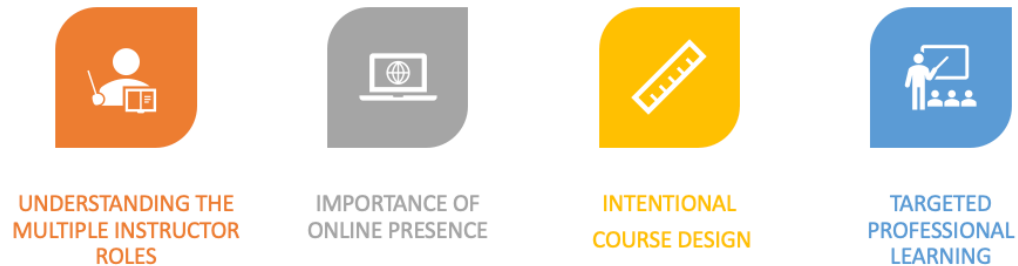 UNDERSTANDING THE
MULTIPLE INSTRUCTOR
ROLES
IMPORTANCE OF
ONLINE PRESENCE
INTENTIONAL
COURSE DESIGN
TARGETED
PROFESSIONAL
LEARNING